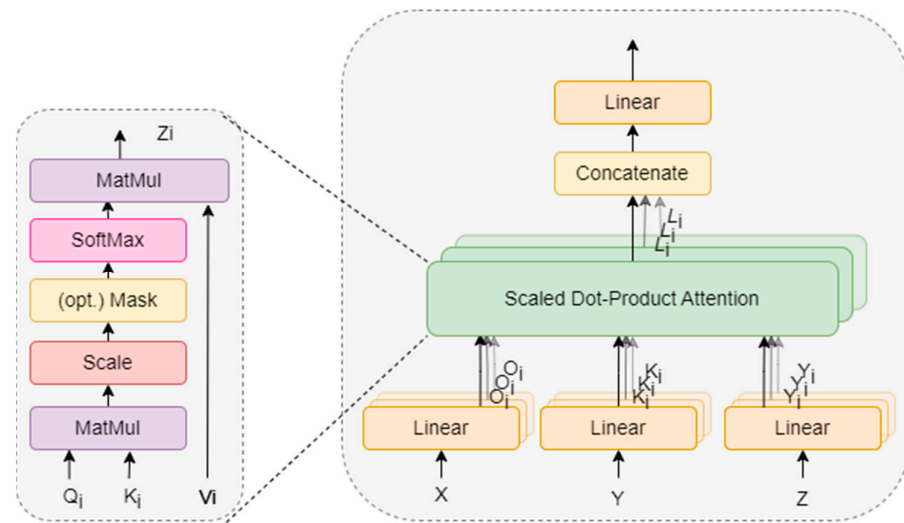 Zi
MatMul
SoftMax
(opt.) Mask
Scale
MatMul
Qi
Ki
Vi
Linear
Concatenate
Li
Li
Li
Scaled Dot-Product Attention
Oi
Oi
Oi
Ki
Ki
Ki
Yi
Yi
Yi
Linear
Linear
Linear
X
Y
Z